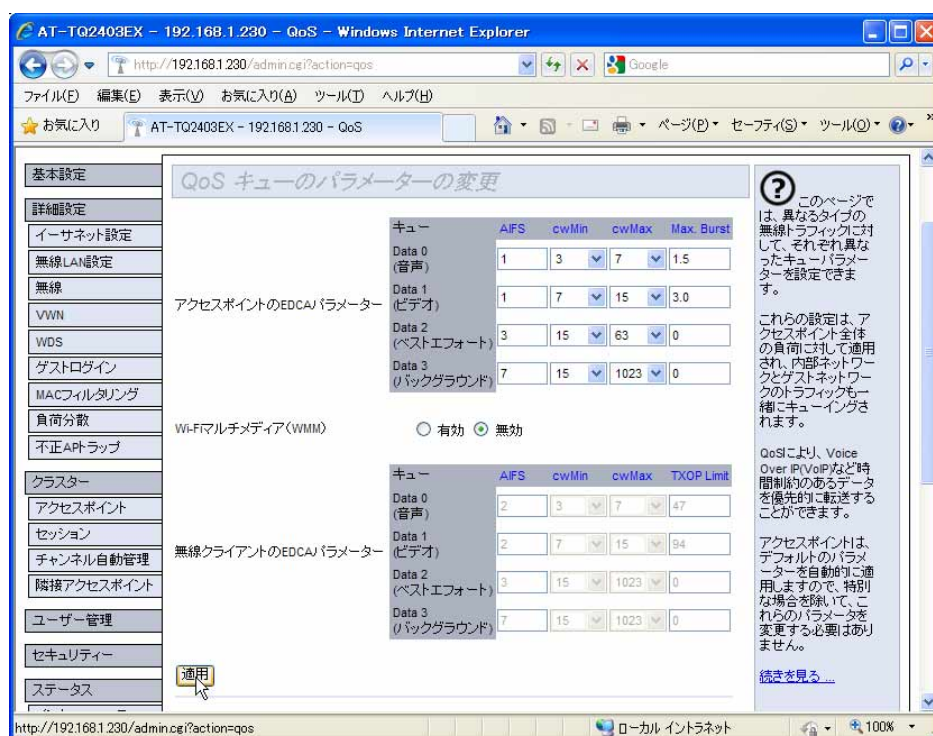 AT-TQ2403EX - 192.168.1.230 - QoS - Windows Internet Explorer
http://192.168.1.230/admin.cgi?action=qos
Google
ファイル(F) 編集(E) 表示(V) お気に入り(A) ツール(T) ヘルプ(H)
お気に入り
AT-TQ2403EX - 192.168.1.230 - QoS
ページ(P) セーフティ(S) ツール(O)
基本設定
詳細設定
イーサネット設定
無線LAN設定
無線
VWN
WDS
ゲストログイン
MACフィルタリング
負荷分散
不正APトラップ
クラスター
アクセスポイント
セッション
チャンネル自動管理
隣接アクセスポイント
ユーザー管理
セキュリティー
ステータス
QoS キューのパラメーターの変更
アクセスポイントのEDCAパラメーター
キュー AIFS cwMin cwMax Max. Burst
Data 0
(音声) 1 3 7 1.5
Data 1
(ビデオ) 1 7 15 3.0
Data 2
(ベストエフォート) 3 15 63 0
Data 3
(バックグラウンド) 7 15 1023 0
Wi-Fiマルチメディア(WMM) 有効 無効
無線クライアントのEDCAパラメーター
キュー AIFS cwMin cwMax TXOP Limit
Data 0
(音声) 2 3 7 47
Data 1
(ビデオ) 2 7 15 94
Data 2
(ベストエフォート) 3 15 1023 0
Data 3
(バックグラウンド) 7 15 1023 0
適用
このページで
は、異なるタイプの
無線トラフィックに対
して、それぞれ異な
ったキューパラメー
ターを設定できま
す。
これらの設定は、ア
クセスポイント全体
の負荷に対して適用
され、内部ネットワー
クとゲストネットワー
クのトラフィックも一
緒にキューイングさ
れます。
QoSにより、Voice
Over IP(VoIP)など時
間制約のあるデータ
を優先的に転送する
ことができます。
アクセスポイントは、
デフォルトのパラメ
ーターを自動的に適
用しますので、特別
な場合を除いて、こ
れらのパラメータを
変更する必要はあり
ません。
続きを見る ...
http://192.168.1.230/admin.cgi?action=qos
ローカル イントラネット
100%